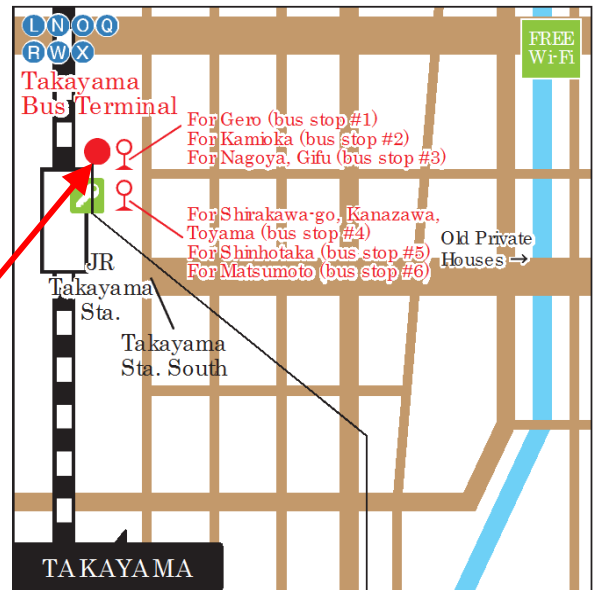 L N O Q
R W X
FREE
Wi-Fi
Takayama
Bus Terminal
For Gero (bus stop #1)
For Kamioka (bus stop #2)
For Nagoya, Gifu (bus stop #3)
For Shirakawa-go, Kanazawa,
Toyama (bus stop #4)
For Shinhotaka (bus stop #5)
For Matsumoto (bus stop #6)
Old Private
Houses →
JR
Takayama
Sta.
Takayama
Sta. South
TAKAYAMA